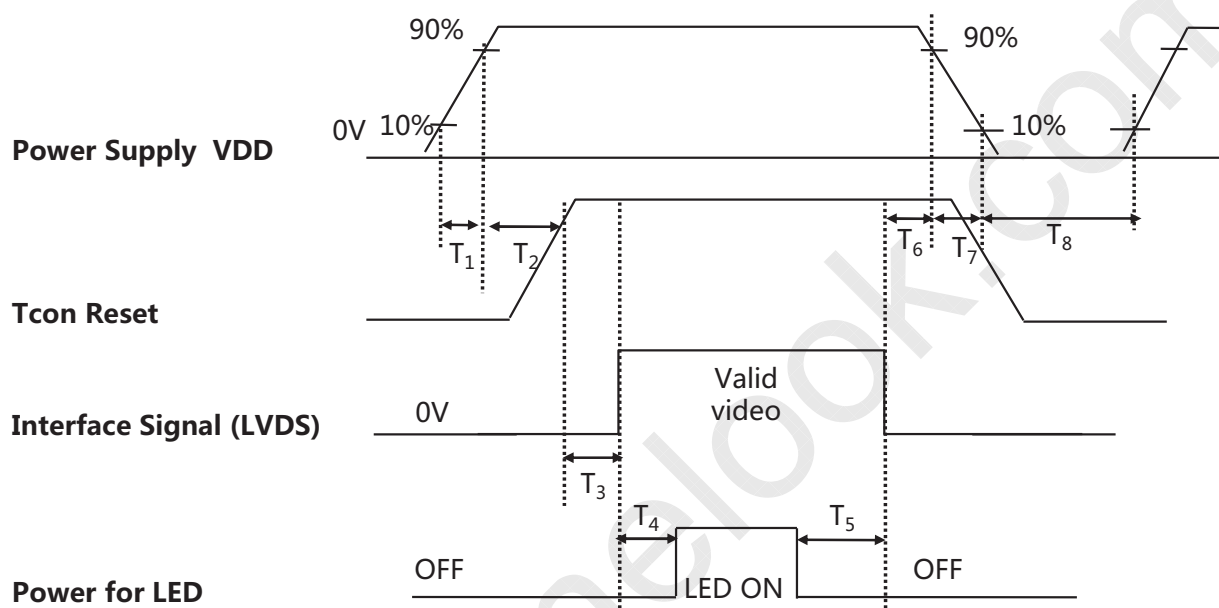 90%
90%
0V 10%
10%
Power Supply VDD
T1
T2
T6
T7
T8
Tcon Reset
Valid
video
0V
Interface Signal (LVDS)
T3
T4
T5
OFF
LED ON
OFF
Power for LED